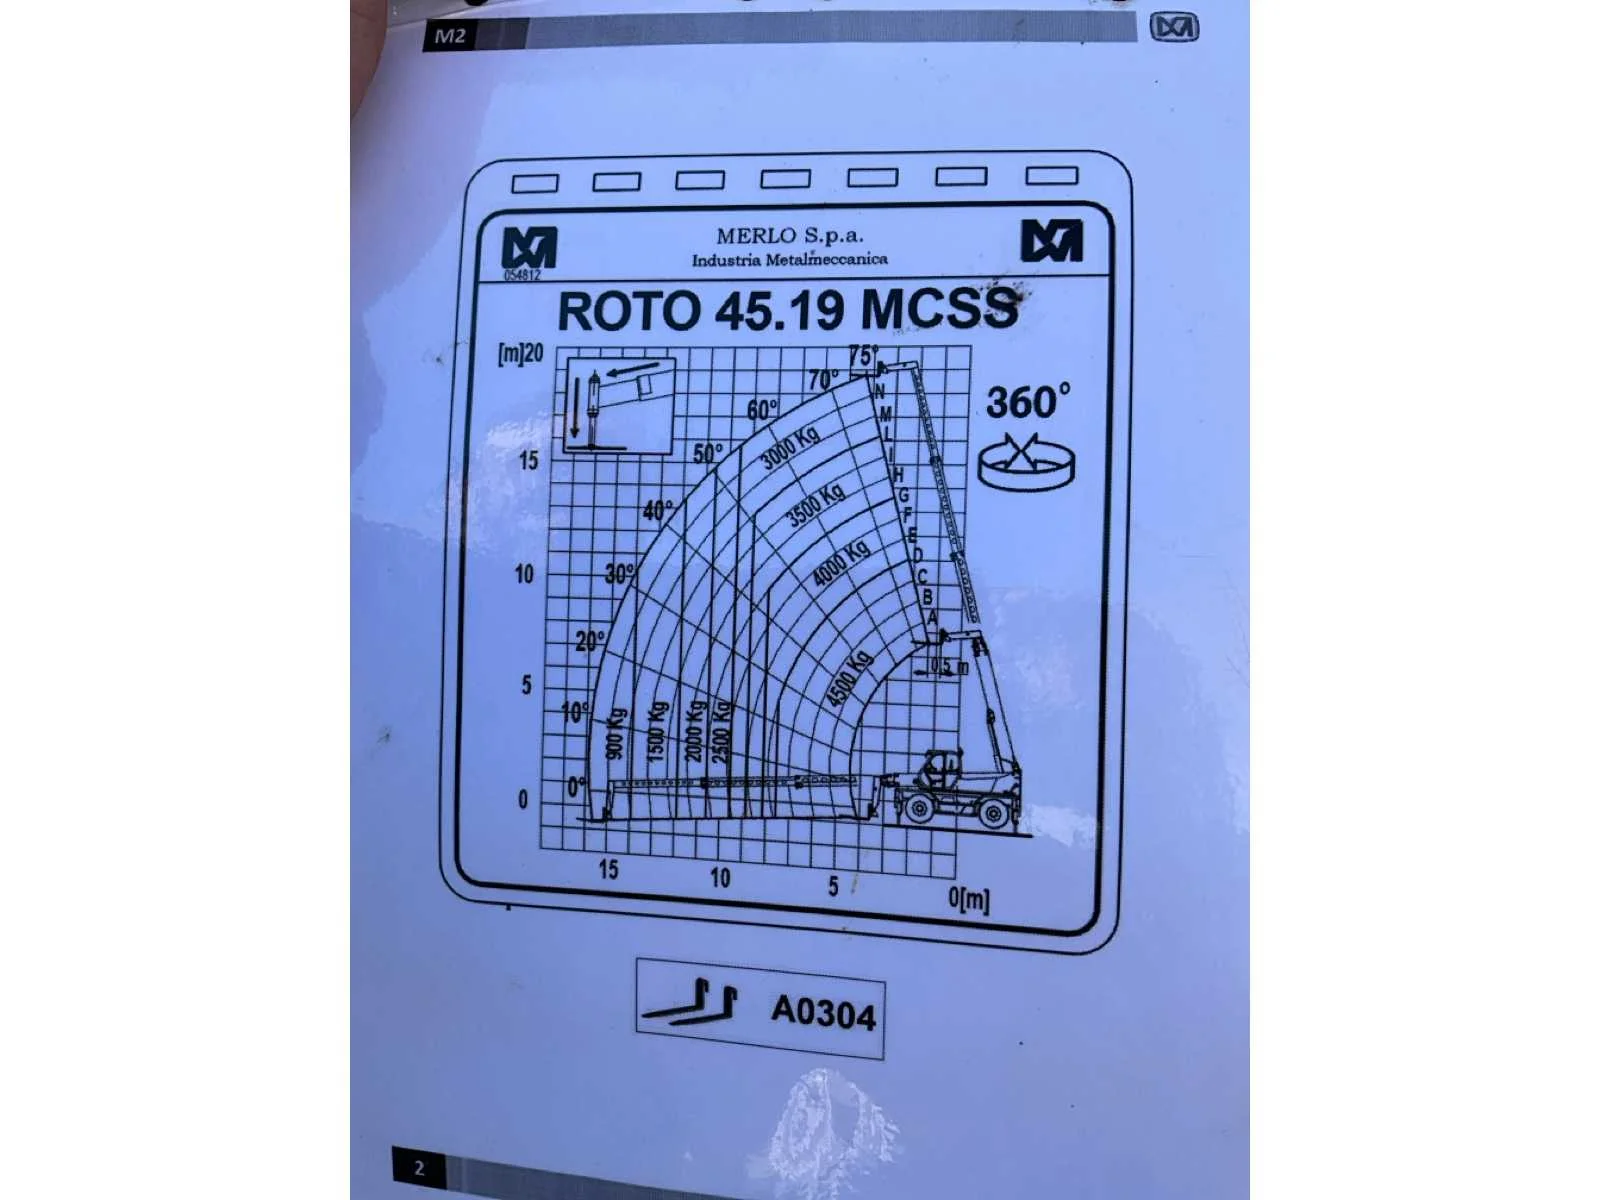 M2
MERLO S.p.a.
Industria Metalmeccanica
054812
ROTO 45.19 MCSS
[m]20
75°
70°
N
360°
60°
M
3000 Kg
L
50°
15
I
H
3500 Kg
G
40°
F
E
4000 Kg
D
10
30°
C
B
A
20°
0,5 m
4500 Kg
5
10°
900 Kg
1500 Kg
2000 Kg
2500 Kg
0°
0
15
10
5
0[m]
A0304
2